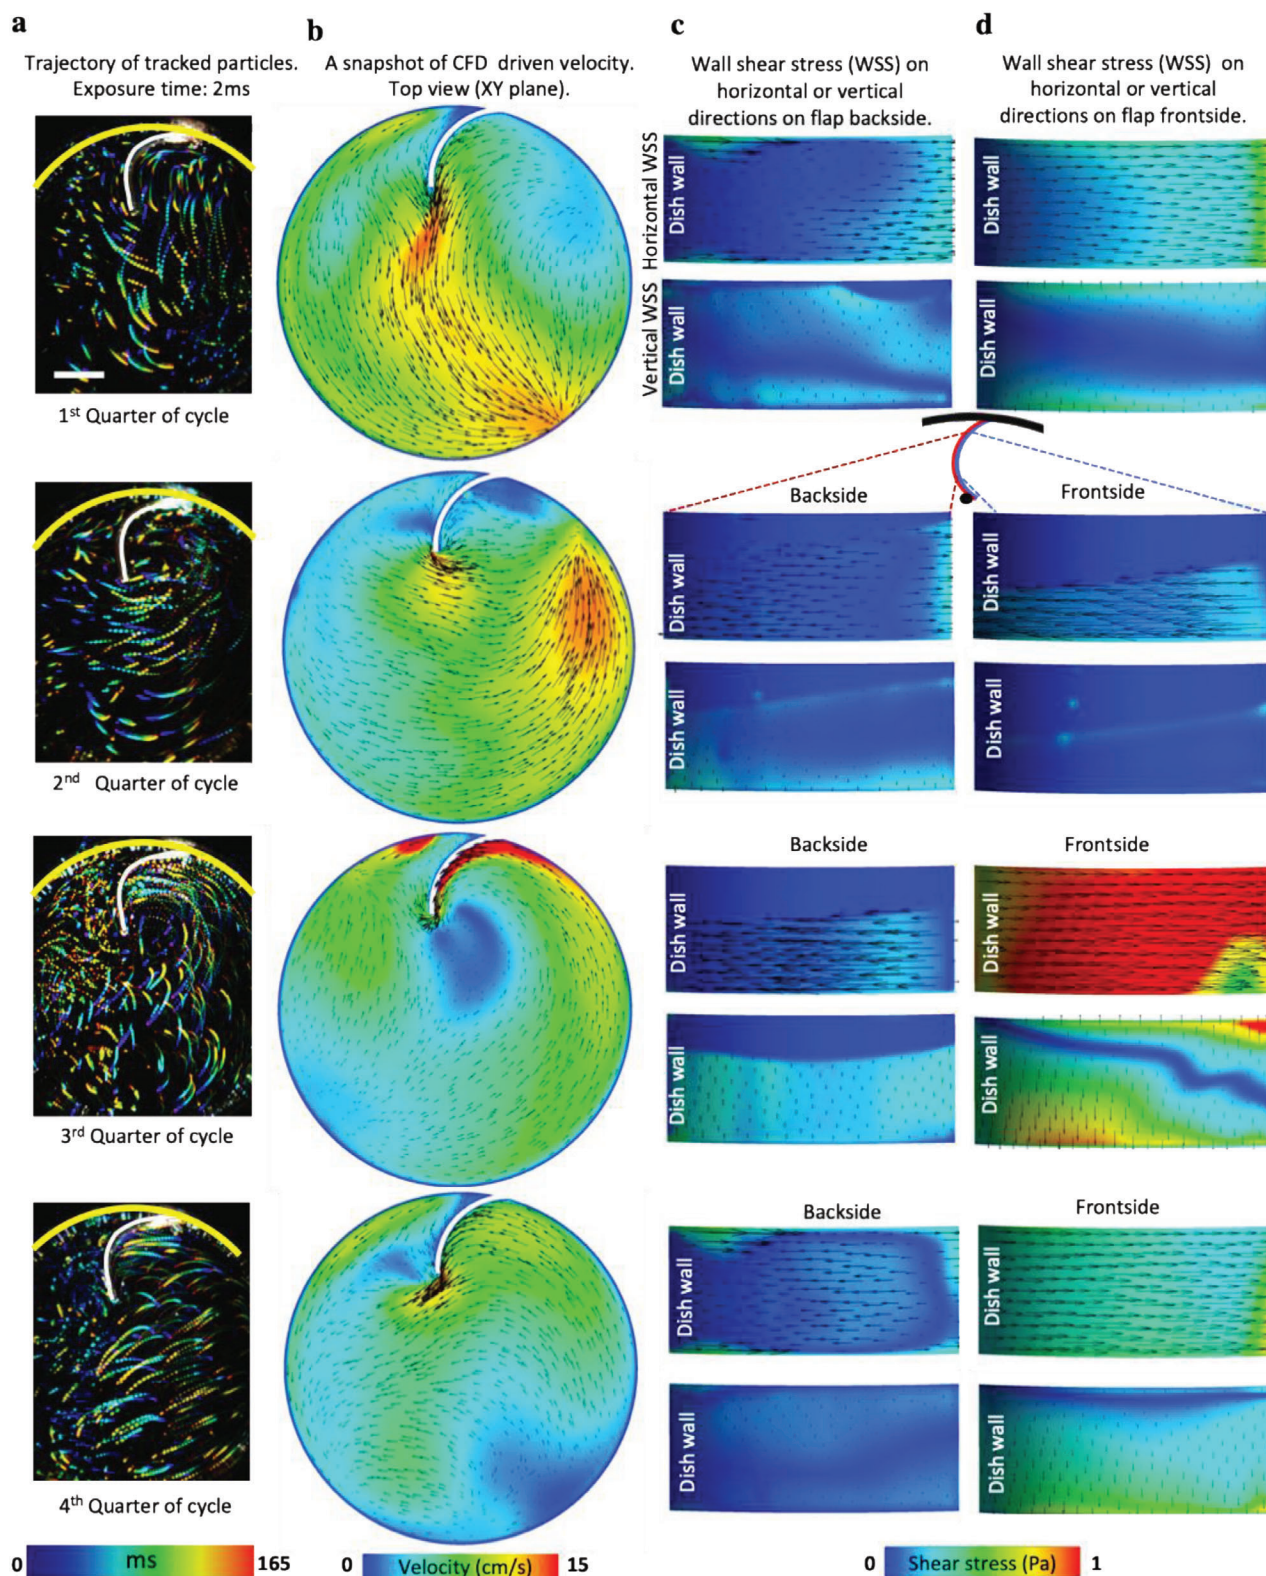 a
Trajectory of tracked particles.
Exposure time: 2ms
b
A snapshot of CFD driven velocity.
Top view (XY plane).
c
Wall shear stress (WSS) on
horizontal or vertical
directions on flap backside.
d
Wall shear stress (WSS) on
horizontal or vertical
directions on flap frontside.
Horizontal WSS
Dish wall
Dish wall
Vertical WSS
Dish wall
Dish wall
1st Quarter of cycle
Backside
Frontside
Dish wall
Dish wall
Dish wall
Dish wall
2nd Quarter of cycle
Backside
Frontside
Dish wall
Dish wall
Dish wall
Dish wall
3rd Quarter of cycle
Backside
Frontside
Dish wall
Dish wall
Dish wall
Dish wall
4th Quarter of cycle
0 ms 165
0 Velocity (cm/s) 15
0 Shear stress (Pa) 1